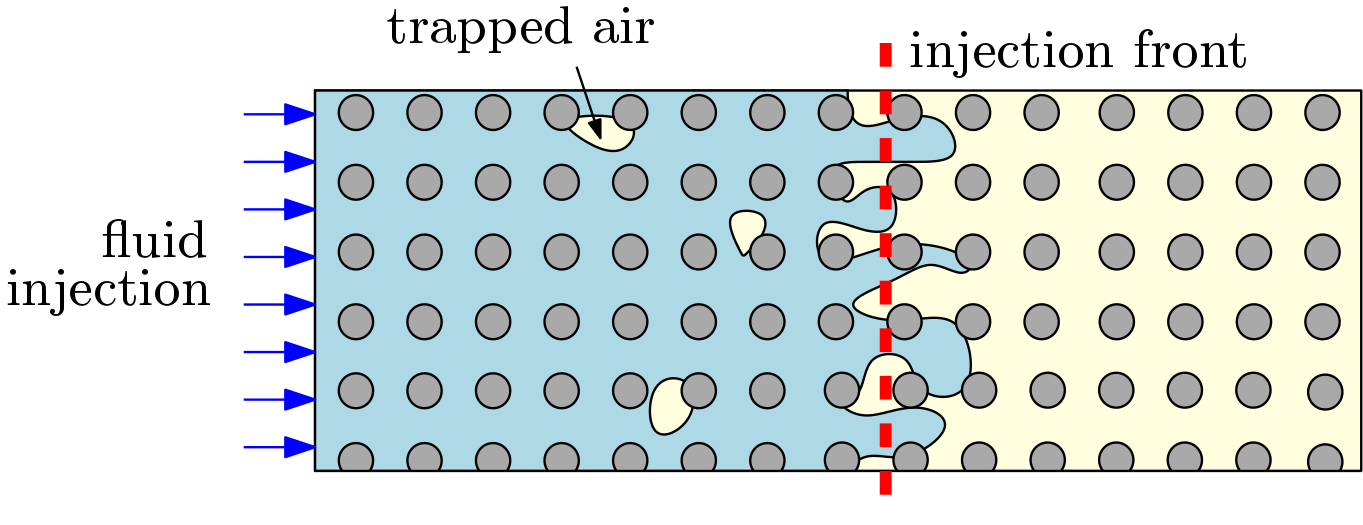 trapped air
injection front
fluid
injection